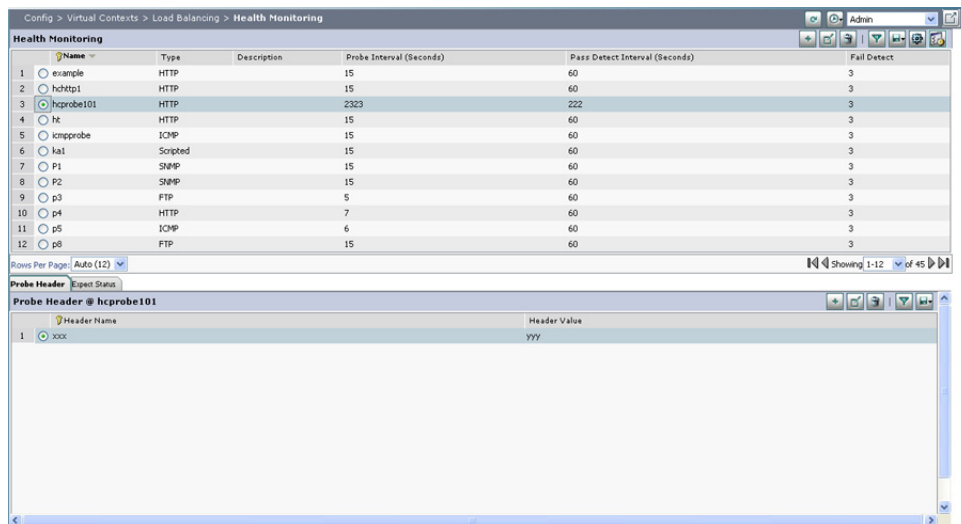 Config > Virtual Contexts > Load Balancing > Health Monitoring Admin
Health Monitoring
Name Type Description Probe Interval (Seconds) Pass Detect Interval (Seconds) Fail Detect
1 example HTTP 15 60 3
2 hchttp1 HTTP 15 60 3
3 hcprobe101 HTTP 2323 222 3
4 ht HTTP 15 60 3
5 icmpprobe ICMP 15 60 3
6 ka1 Scripted 15 60 3
7 P1 SNMP 15 60 3
8 P2 SNMP 15 60 3
9 p3 FTP 5 60 3
10 p4 HTTP 7 60 3
11 p5 ICMP 6 60 3
12 p8 FTP 15 60 3
Rows Per Page: Auto (12) Showing 1-12 of 45
Probe Header Expect Status
Probe Header @ hcprobe101
Header Name Header Value
1 xxx yyy